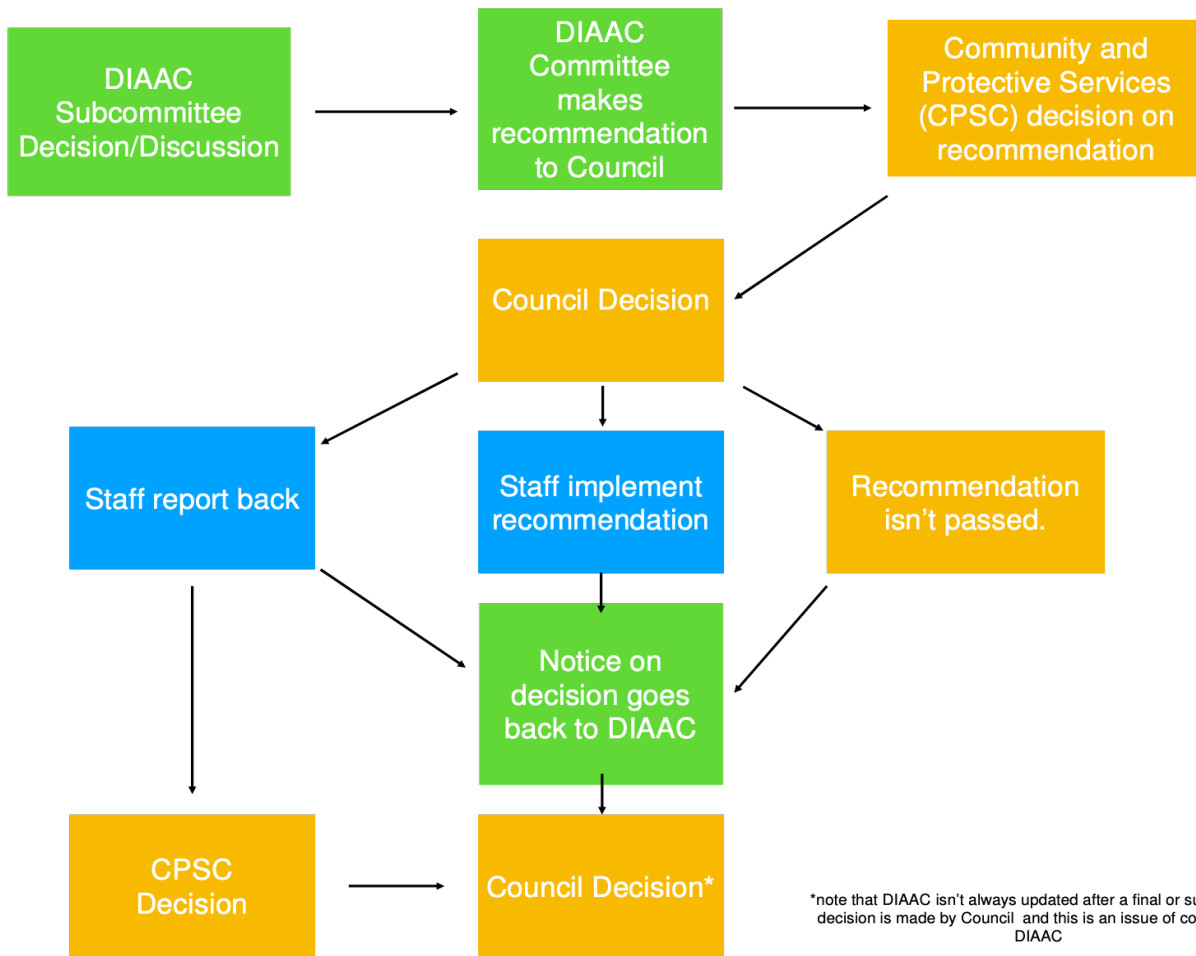 DIAAC
Subcommittee
Decision/Discussion
DIAAC
Committee
makes
recommendation
to Council
Community and
Protective Services
(CPSC) decision on
recommendation
Council Decision
Staff report back
Staff implement
recommendation
Recommendation
isn't passed.
Notice on
decision goes
back to DIAAC
CPSC
Decision
Council Decision*
*note that DIAAC isn't always updated after a final or
decision is made by Council and this is an issue of
DIAAC